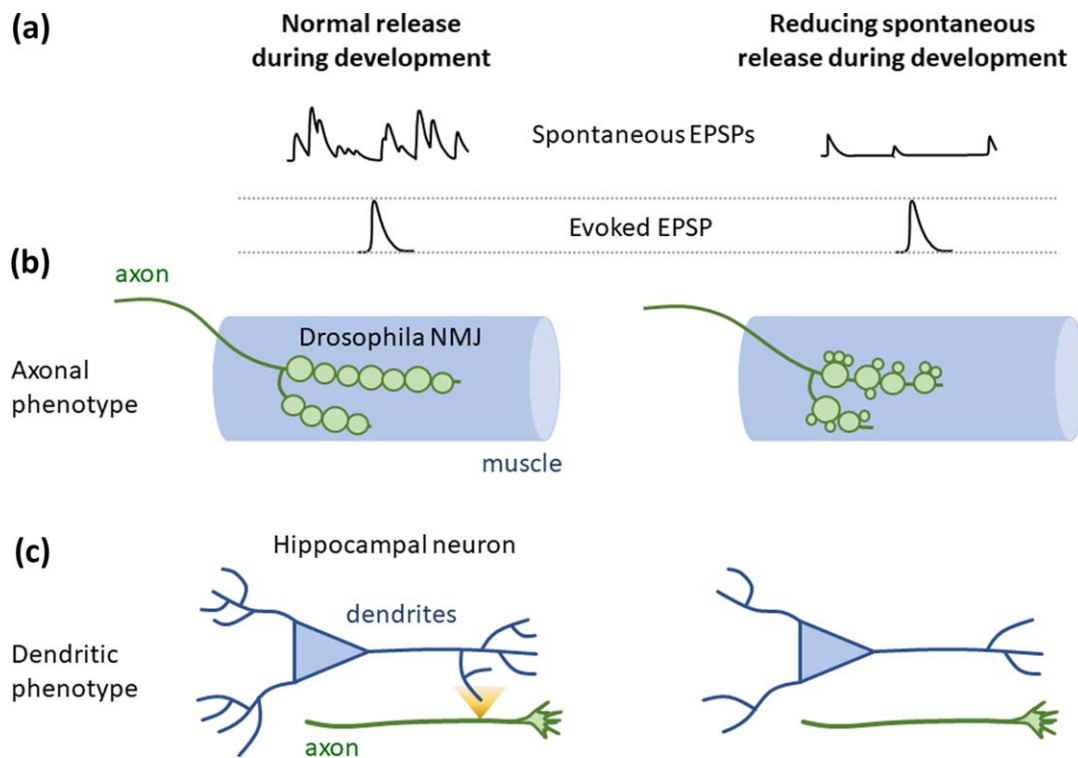 (a)
Normal release
during development
Reducing spontaneous
release during development
Spontaneous EPSPs
Evoked EPSP
(b)
axon
Drosophila NMJ
Axonal
phenotype
muscle
(c)
Hippocampal neuron
dendrites
Dendritic
phenotype
axon